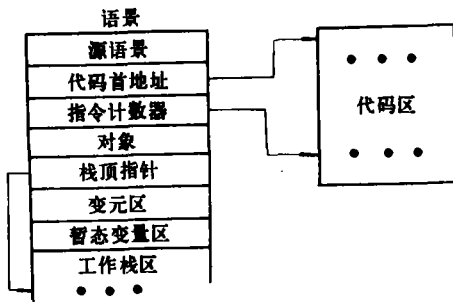 语景
源语景
代码首地址
指令计数器
对象
栈顶指针
变元区
暂态变量区
工作栈区
• • •
• • •
代码区
• • •